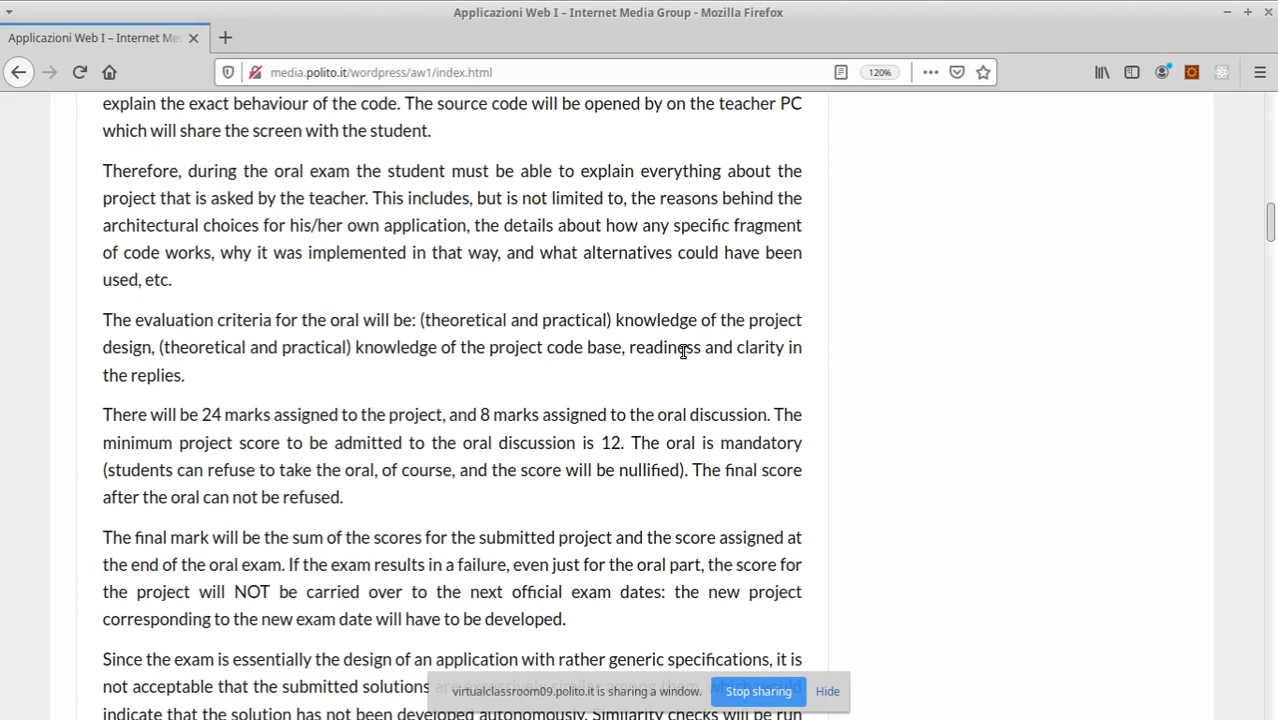 Applicazioni Web I – Internet Media Group - Mozilla Firefox
Applicazioni Web I – Internet Me
media.polito.it/wordpress/aw1/index.html
120%
explain the exact behaviour of the code. The source code will be opened by on the teacher PC
which will share the screen with the student.
Therefore, during the oral exam the student must be able to explain everything about the
project that is asked by the teacher. This includes, but is not limited to, the reasons behind the
architectural choices for his/her own application, the details about how any specific fragment
of code works, why it was implemented in that way, and what alternatives could have been
used, etc.
The evaluation criteria for the oral will be: (theoretical and practical) knowledge of the project
design, (theoretical and practical) knowledge of the project code base, readiness and clarity in
the replies.
There will be 24 marks assigned to the project, and 8 marks assigned to the oral discussion. The
minimum project score to be admitted to the oral discussion is 12. The oral is mandatory
(students can refuse to take the oral, of course, and the score will be nullified). The final score
after the oral can not be refused.
The final mark will be the sum of the scores for the submitted project and the score assigned at
the end of the oral exam. If the exam results in a failure, even just for the oral part, the score for
the project will NOT be carried over to the next official exam dates: the new project
corresponding to the new exam date will have to be developed.
Since the exam is essentially the design of an application with rather generic specifications, it is
not acceptable that the submitted solutions are excessively similar among them, which would
indicate that the solution has not been developed autonomously. Similarity checks will be run
virtualclassroom09.polito.it is sharing a window.
Stop sharing
Hide